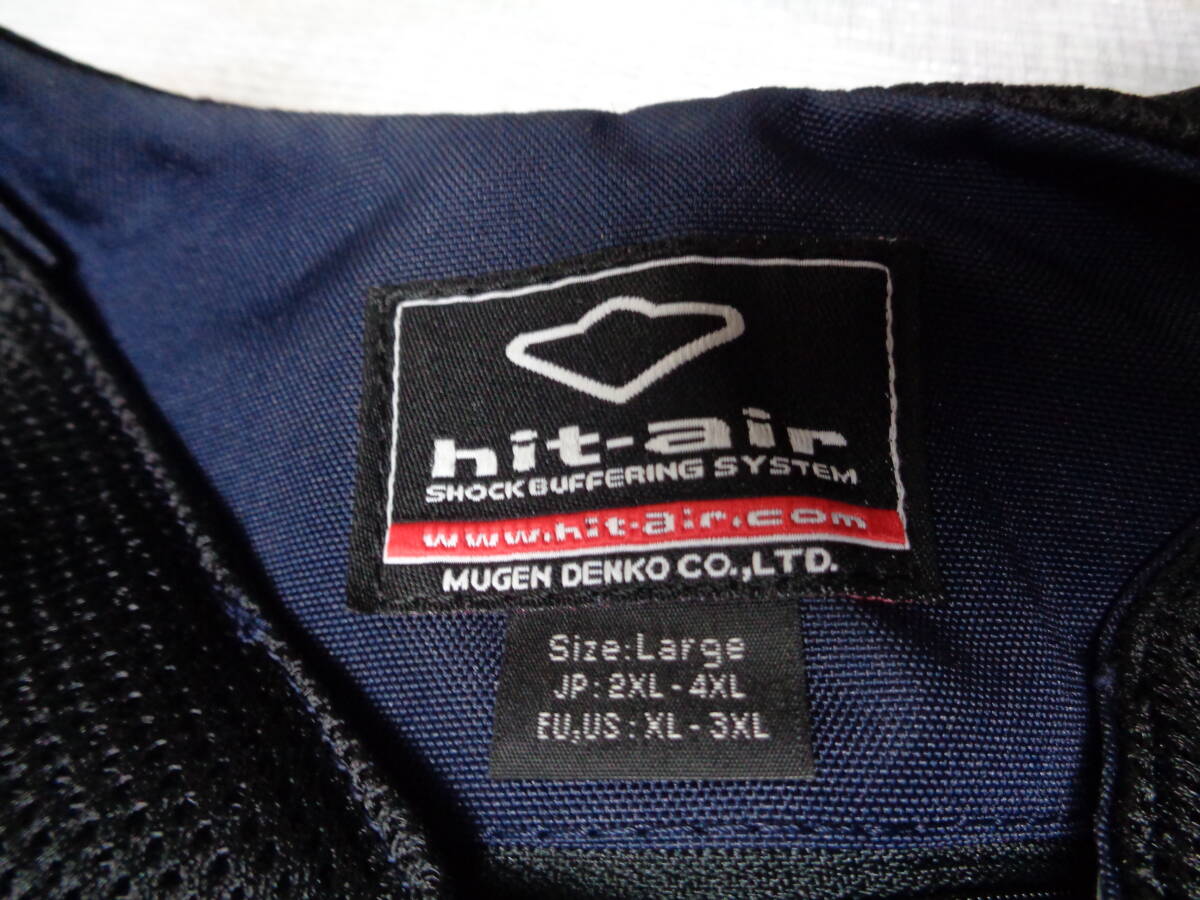 hit-air
SHOCK BUFFERING SYSTEM
www.hit-air.com
MUGEN DENKO CO.,LTD.
Size:Large
JP:2XL-4XL
EU,US:XL-3XL